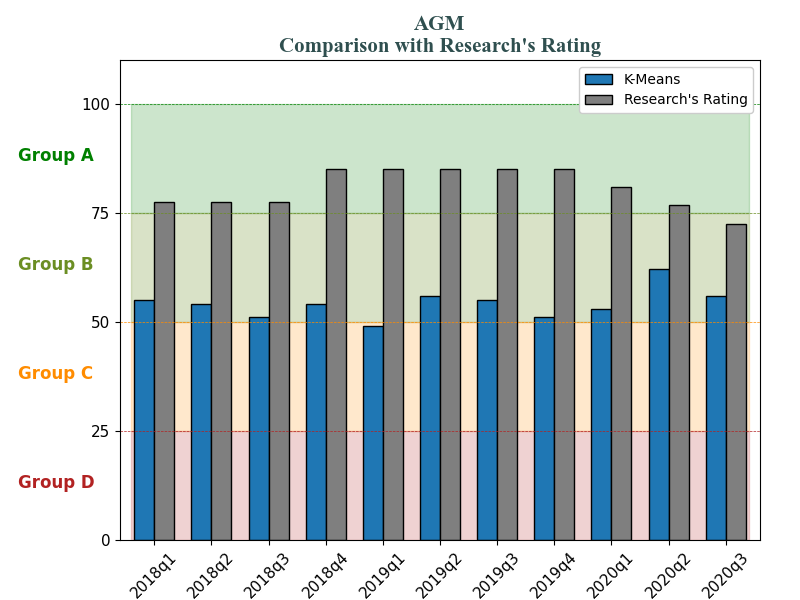 AGM
Comparison with Research's Rating
K-Means
Research's Rating
100
Group A
75
Group B
50
Group C
25
Group D
0
2018q1 2018q2 2018q3 2018q4 2019q1 2019q2 2019q3 2019q4 2020q1 2020q2 2020q3